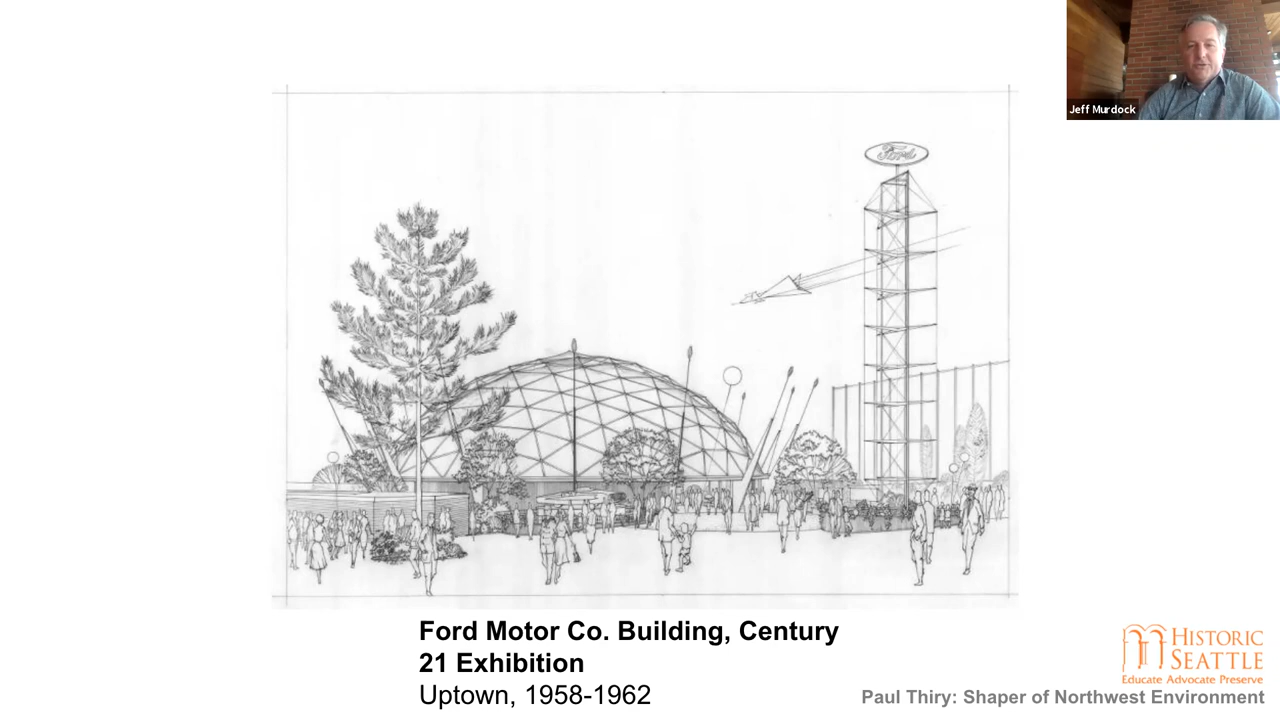 Jeff Murdock
Ford
Ford Motor Co. Building, Century
21 Exhibition
Uptown, 1958-1962
HISTORIC
SEATTLE
Educate Advocate Preserve
Paul Thiry: Shaper of Northwest Environment